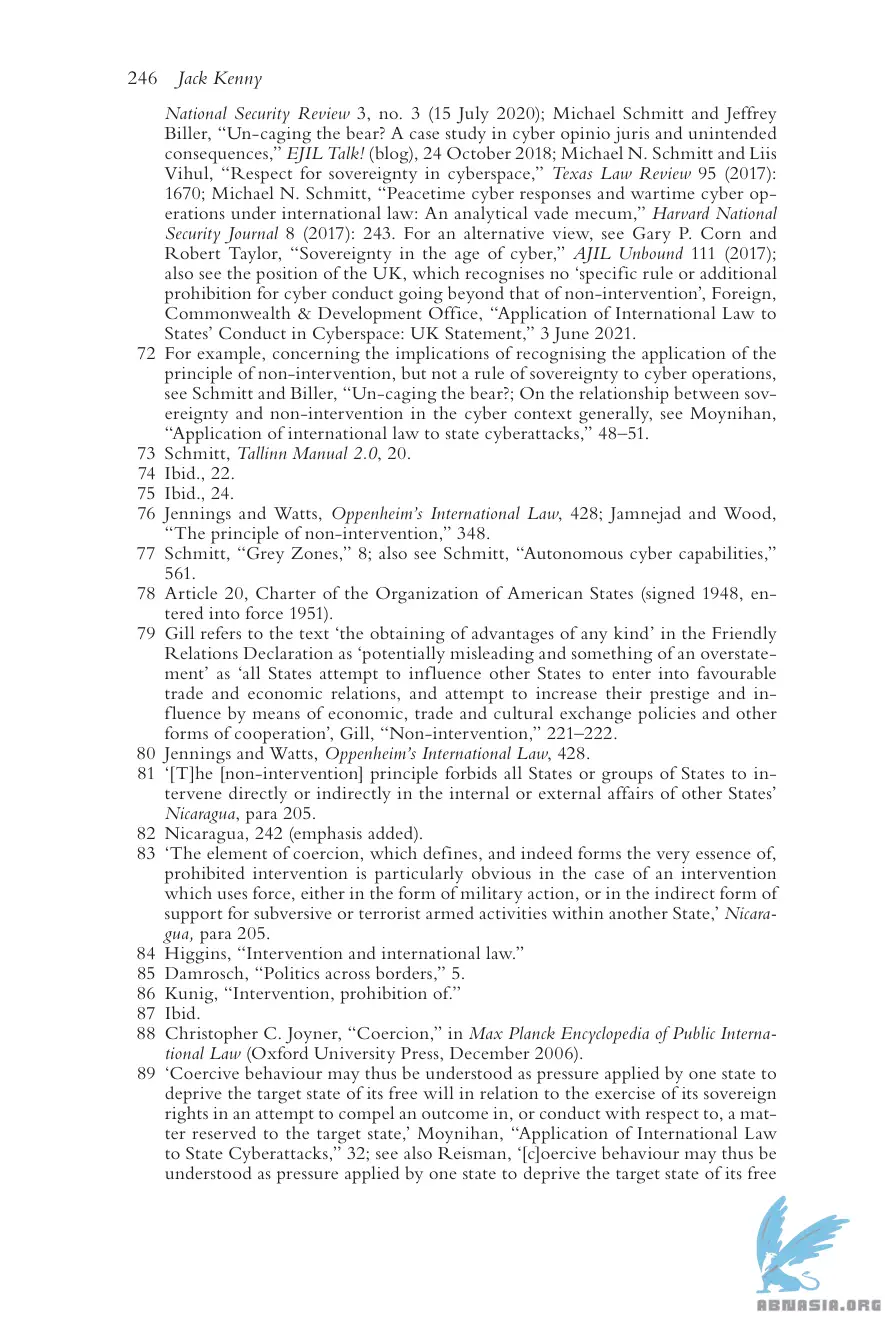 246 Jack Kenny
National Security Review 3, no. 3 (15 July 2020); Michael Schmitt and Jeffrey
Biller, “Un-caging the bear? A case study in cyber opinio juris and unintended
consequences,” EJIL Talk! (blog), 24 October 2018; Michael N. Schmitt and Liis
Vihul, “Respect for sovereignty in cyberspace,” Texas Law Review 95 (2017):
1670; Michael N. Schmitt, “Peacetime cyber responses and wartime cyber op-
erations under international law: An analytical vade mecum,” Harvard National
Security Journal 8 (2017): 243. For an alternative view, see Gary P. Corn and
Robert Taylor, “Sovereignty in the age of cyber,” AJIL Unbound 111 (2017);
also see the position of the UK, which recognises no ‘specific rule or additional
prohibition for cyber conduct going beyond that of non-intervention’, Foreign,
Commonwealth & Development Office, “Application of International Law to
States’ Conduct in Cyberspace: UK Statement,” 3 June 2021.
72 For example, concerning the implications of recognising the application of the
principle of non-intervention, but not a rule of sovereignty to cyber operations,
see Schmitt and Biller, “Un-caging the bear?; On the relationship between sov-
ereignty and non-intervention in the cyber context generally, see Moynihan,
“Application of international law to state cyberattacks,” 48–51.
73 Schmitt, Tallinn Manual 2.0, 20.
74 Ibid., 22.
75 Ibid., 24.
76 Jennings and Watts, Oppenheim’s International Law, 428; Jamnejad and Wood,
“The principle of non-intervention,” 348.
77 Schmitt, “Grey Zones,” 8; also see Schmitt, “Autonomous cyber capabilities,”
561.
78 Article 20, Charter of the Organization of American States (signed 1948, en-
tered into force 1951).
79 Gill refers to the text ‘the obtaining of advantages of any kind’ in the Friendly
Relations Declaration as ‘potentially misleading and something of an overstate-
ment’ as ‘all States attempt to influence other States to enter into favourable
trade and economic relations, and attempt to increase their prestige and in-
fluence by means of economic, trade and cultural exchange policies and other
forms of cooperation’, Gill, “Non-intervention,” 221–222.
80 Jennings and Watts, Oppenheim’s International Law, 428.
81 ‘[T]he [non-intervention] principle forbids all States or groups of States to in-
tervene directly or indirectly in the internal or external affairs of other States’
Nicaragua, para 205.
82 Nicaragua, 242 (emphasis added).
83 ‘The element of coercion, which defines, and indeed forms the very essence of,
prohibited intervention is particularly obvious in the case of an intervention
which uses force, either in the form of military action, or in the indirect form of
support for subversive or terrorist armed activities within another State,’ Nicara-
gua, para 205.
84 Higgins, “Intervention and international law.”
85 Damrosch, “Politics across borders,” 5.
86 Kunig, “Intervention, prohibition of.”
87 Ibid.
88 Christopher C. Joyner, “Coercion,” in Max Planck Encyclopedia of Public Interna-
tional Law (Oxford University Press, December 2006).
89 ‘Coercive behaviour may thus be understood as pressure applied by one state to
deprive the target state of its free will in relation to the exercise of its sovereign
rights in an attempt to compel an outcome in, or conduct with respect to, a mat-
ter reserved to the target state,’ Moynihan, “Application of International Law
to State Cyberattacks,” 32; see also Reisman, ‘[c]oercive behaviour may thus be
understood as pressure applied by one state to deprive the target state of its free
ABNASIA.ORG